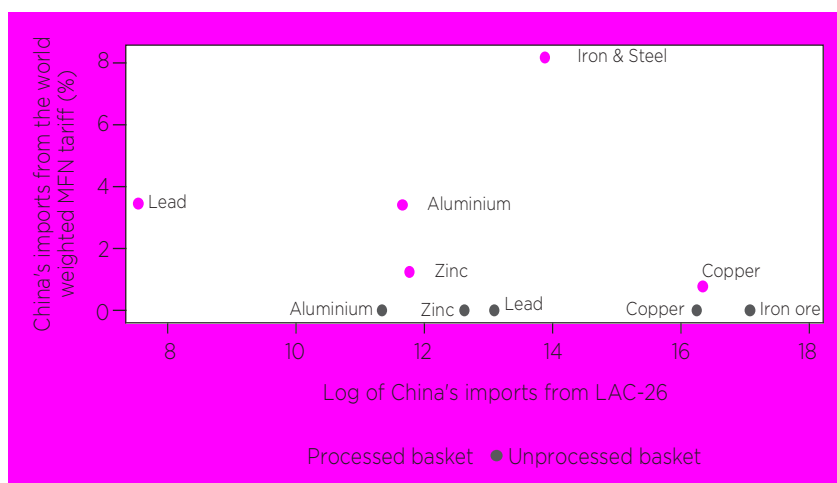 China's imports from the world
weighted MFN tariff (%)
8
6
4
2
0
Iron & Steel
Lead
Aluminium
Zinc
Copper
Aluminium
Zinc
Lead
Copper
Iron ore
8
10
12
14
16
18
Log of China's imports from LAC-26
Processed basket
Unprocessed basket